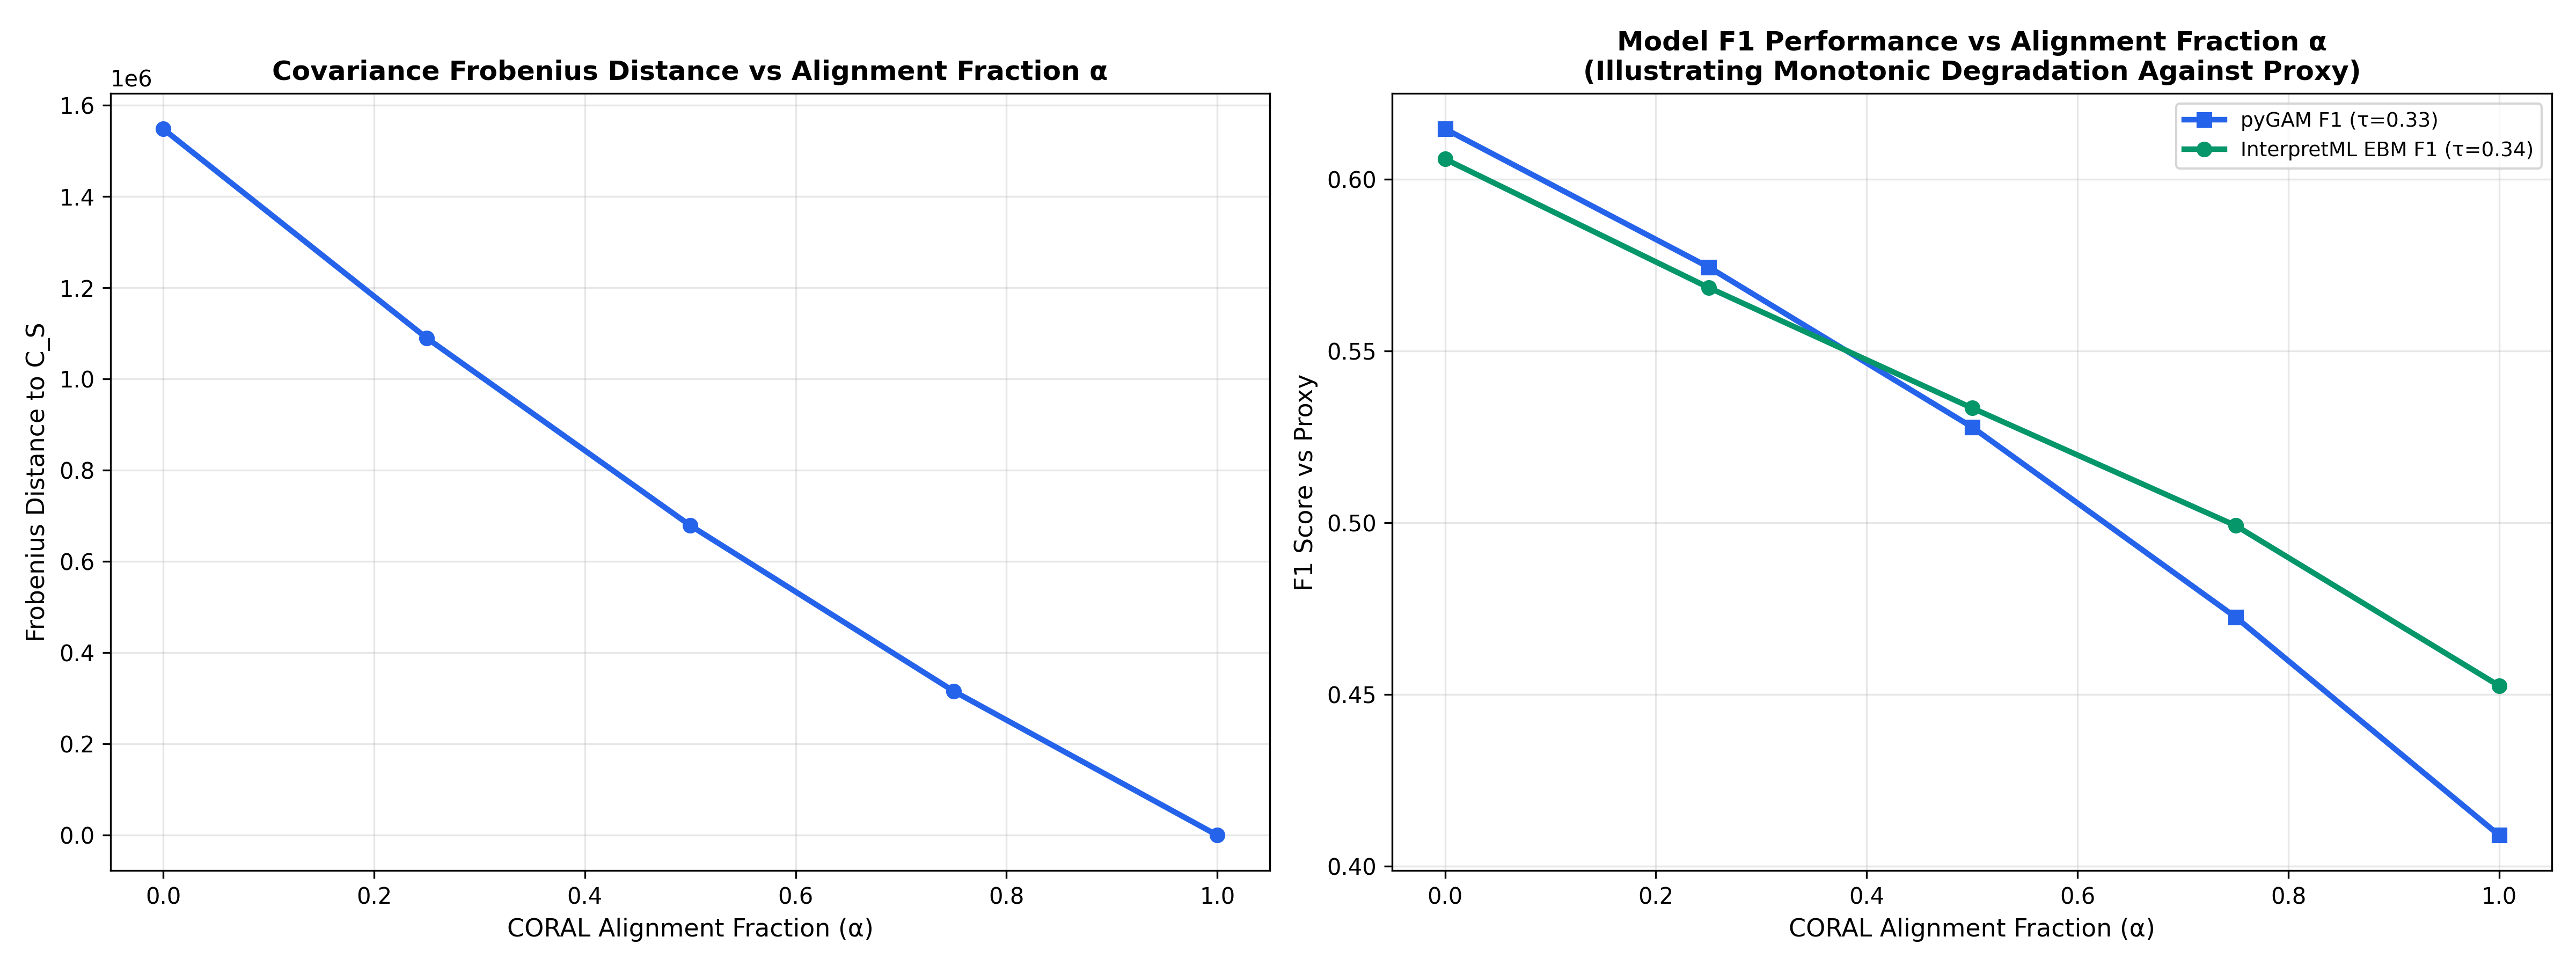 Covariance Frobenius Distance vs Alignment Fraction α
1e6
1.6
1.4
1.2
1.0
0.8
0.6
0.4
0.2
0.0
Frobenius Distance to C_S
0.0 0.2 0.4 0.6 0.8 1.0
CORAL Alignment Fraction (α)
Model F1 Performance vs Alignment Fraction α
(Illustrating Monotonic Degradation Against Proxy)
pyGAM F1 (τ=0.33)
InterpretML EBM F1 (τ=0.34)
0.60
0.55
0.50
0.45
0.40
F1 Score vs Proxy
0.0 0.2 0.4 0.6 0.8 1.0
CORAL Alignment Fraction (α)